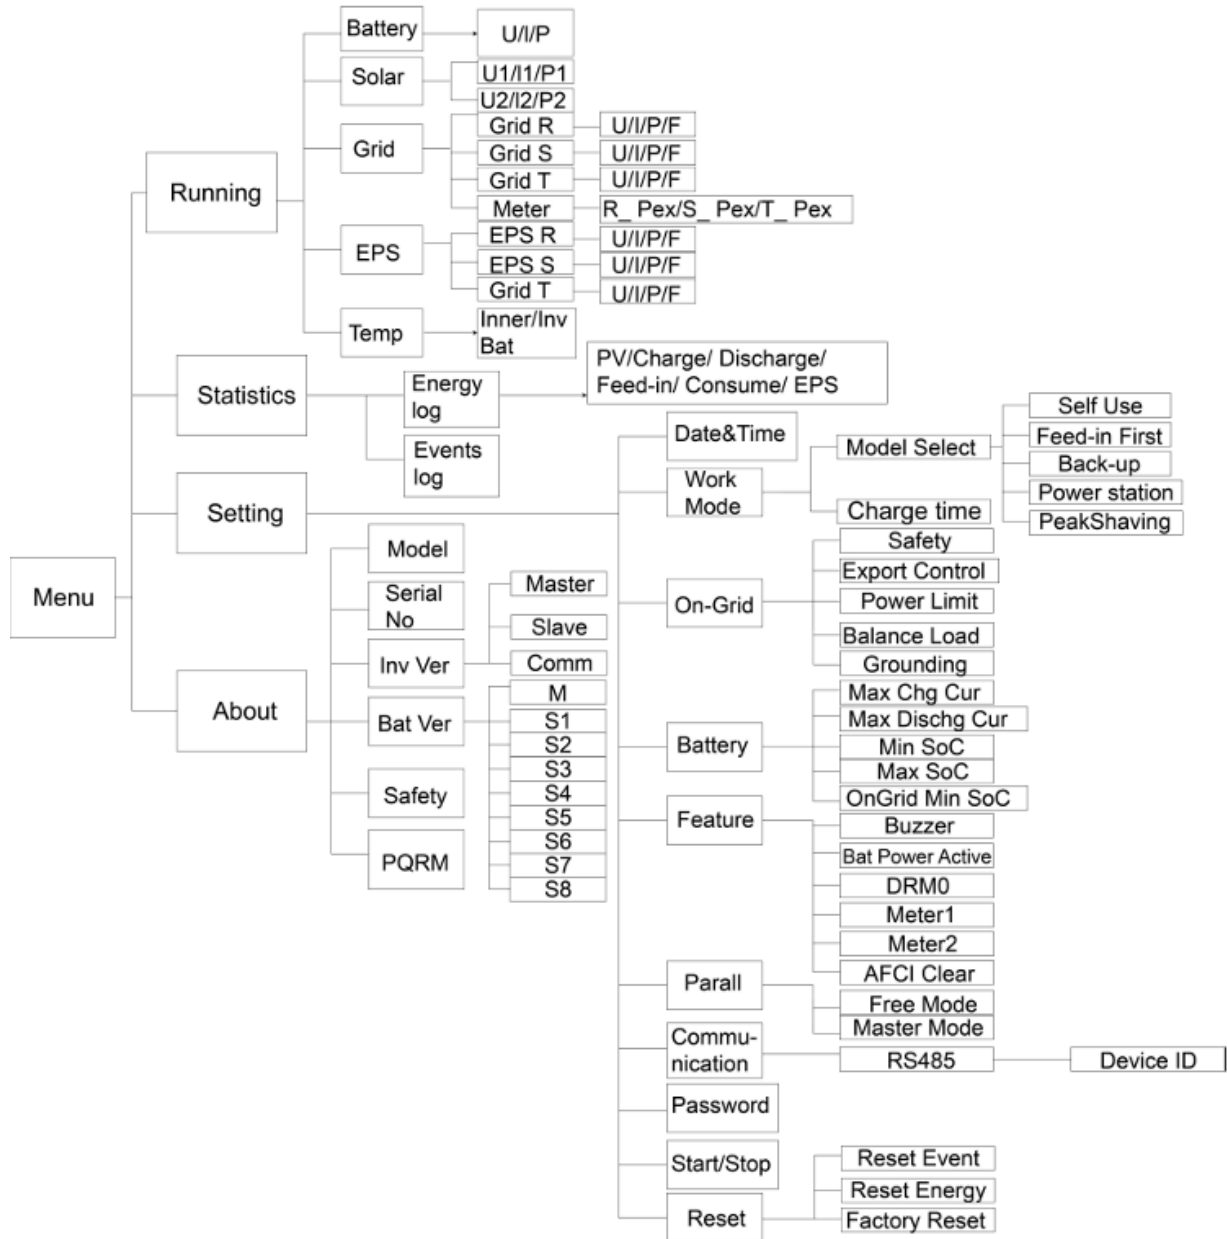 Menu
Running
Battery
U/I/P
Solar
U1/I1/P1
U2/I2/P2
Grid
Grid R
U/I/P/F
Grid S
U/I/P/F
Grid T
U/I/P/F
Meter
R_ Pex/S_ Pex/T_ Pex
EPS
EPS R
U/I/P/F
EPS S
U/I/P/F
Grid T
U/I/P/F
Temp
Inner/Inv
Bat
Statistics
Energy
log
PV/Charge/ Discharge/
Feed-in/ Consume/ EPS
Events
log
Setting
Date&Time
Work
Mode
Model Select
Self Use
Feed-in First
Back-up
Power station
PeakShaving
Charge time
On-Grid
Safety
Export Control
Power Limit
Balance Load
Grounding
Battery
Max Chg Cur
Max Dischg Cur
Min SoC
Max SoC
OnGrid Min SoC
Feature
Buzzer
Bat Power Active
DRM0
Meter1
Meter2
AFCI Clear
Parall
Free Mode
Master Mode
Commu-
nication
RS485
Device ID
Password
Start/Stop
Reset
Reset Event
Reset Energy
Factory Reset
About
Model
Serial
No
Inv Ver
Master
Slave
Comm
Bat Ver
M
S1
S2
S3
S4
S5
S6
S7
S8
Safety
PQRM